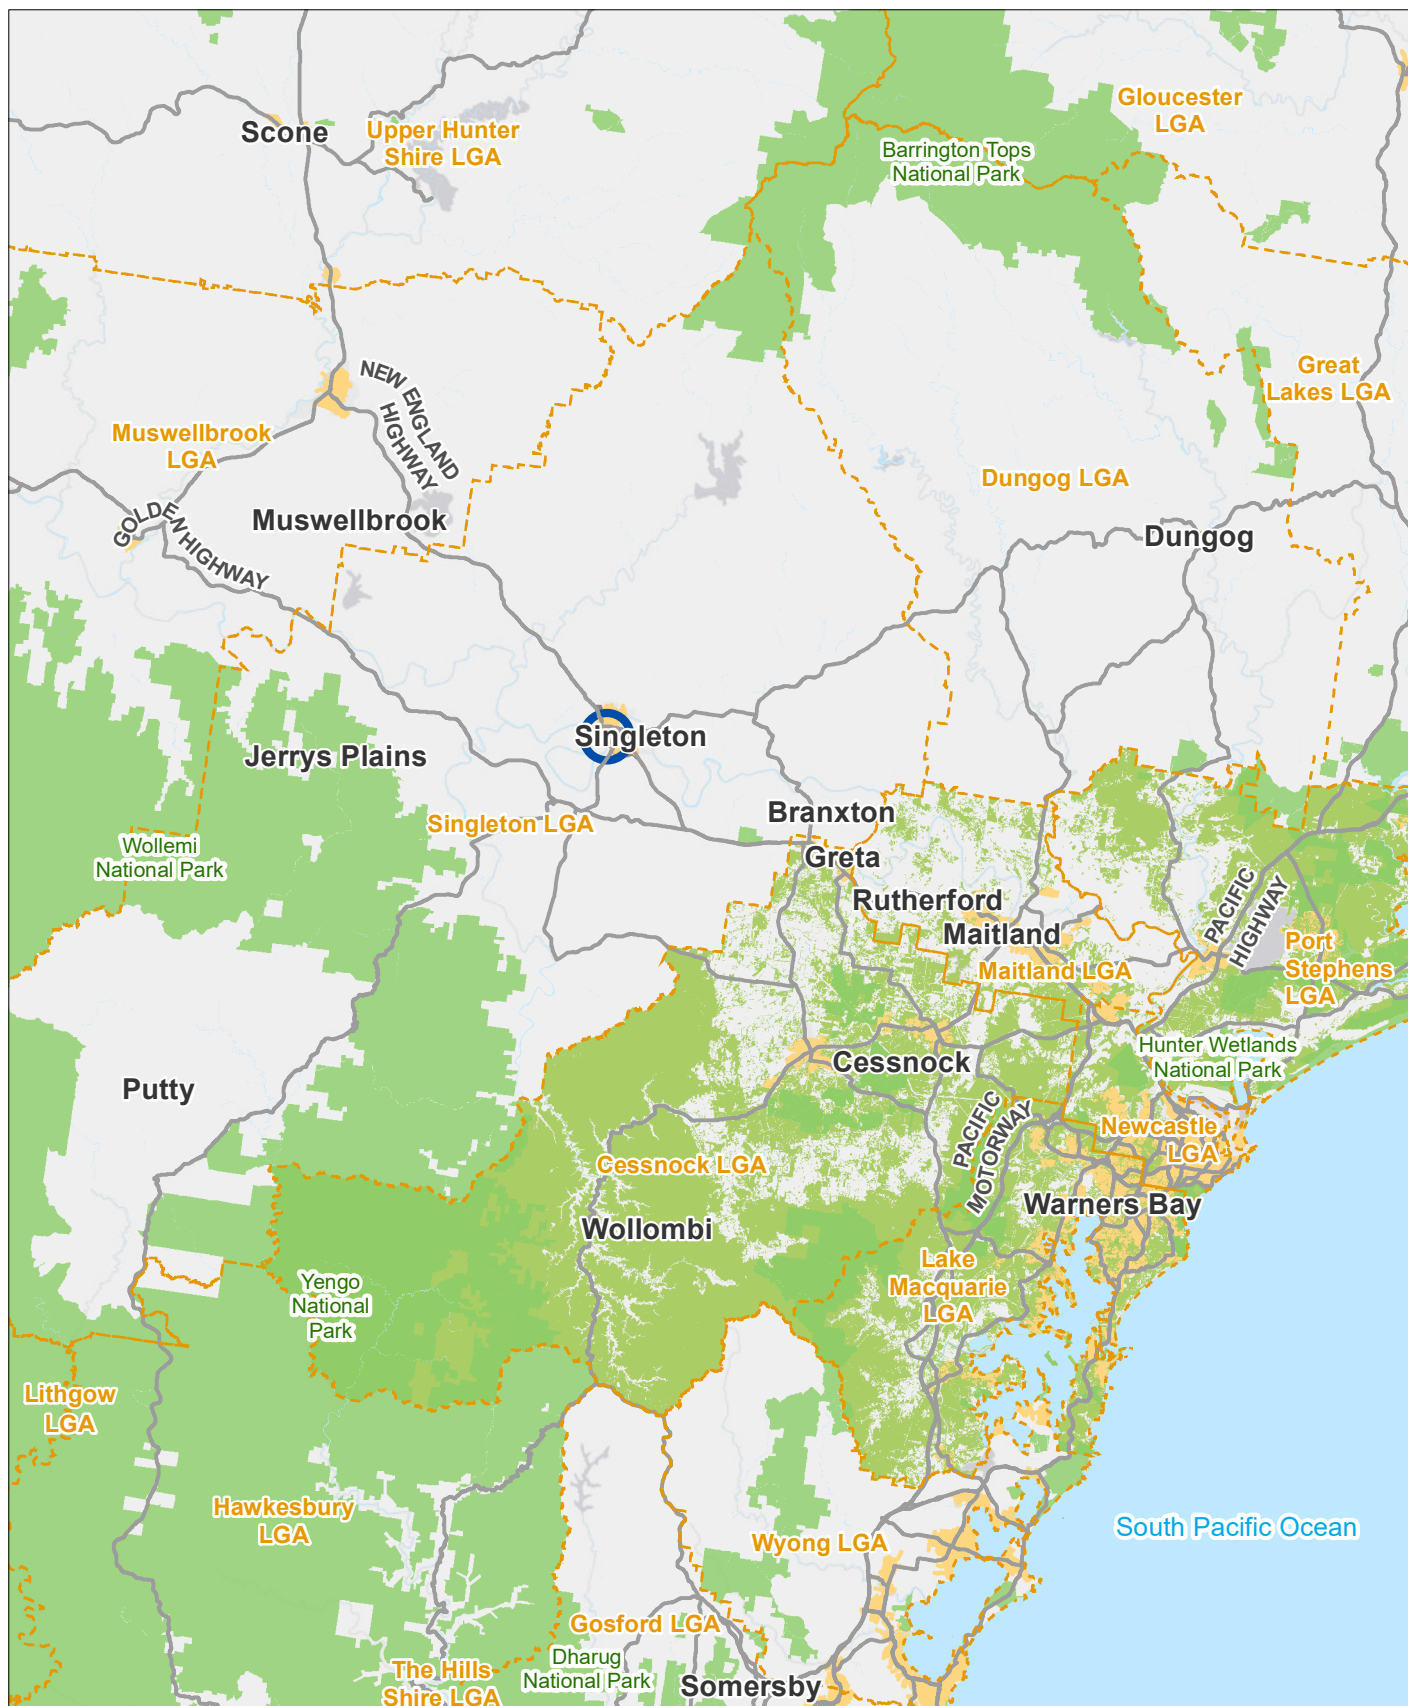 Gloucester
LGA
Scone
Upper Hunter
Shire LGA
Barrington Tops
National Park
NEW ENGLAND
HIGHWAY
Great
Lakes LGA
Muswellbrook
LGA
Dungog LGA
Muswellbrook
GOLDEN HIGHWAY
Dungog
Singleton
Jerrys Plains
Singleton LGA
Branxton
Wollemi
National Park
Greta
Rutherford
PACIFIC
HIGHWAY
Maitland
Maitland LGA
Port
Stephens
LGA
Hunter Wetlands
National Park
Cessnock
Putty
PACIFIC
MOTORWAY
Newcastle
LGA
Cessnock LGA
Warners Bay
Wollombi
Lake
Macquarie
LGA
Yengo
National
Park
Lithgow
LGA
Hawkesbury
LGA
South Pacific Ocean
Wyong LGA
Gosford LGA
Dharug
National Park
The Hills
Shire LGA
Somersby